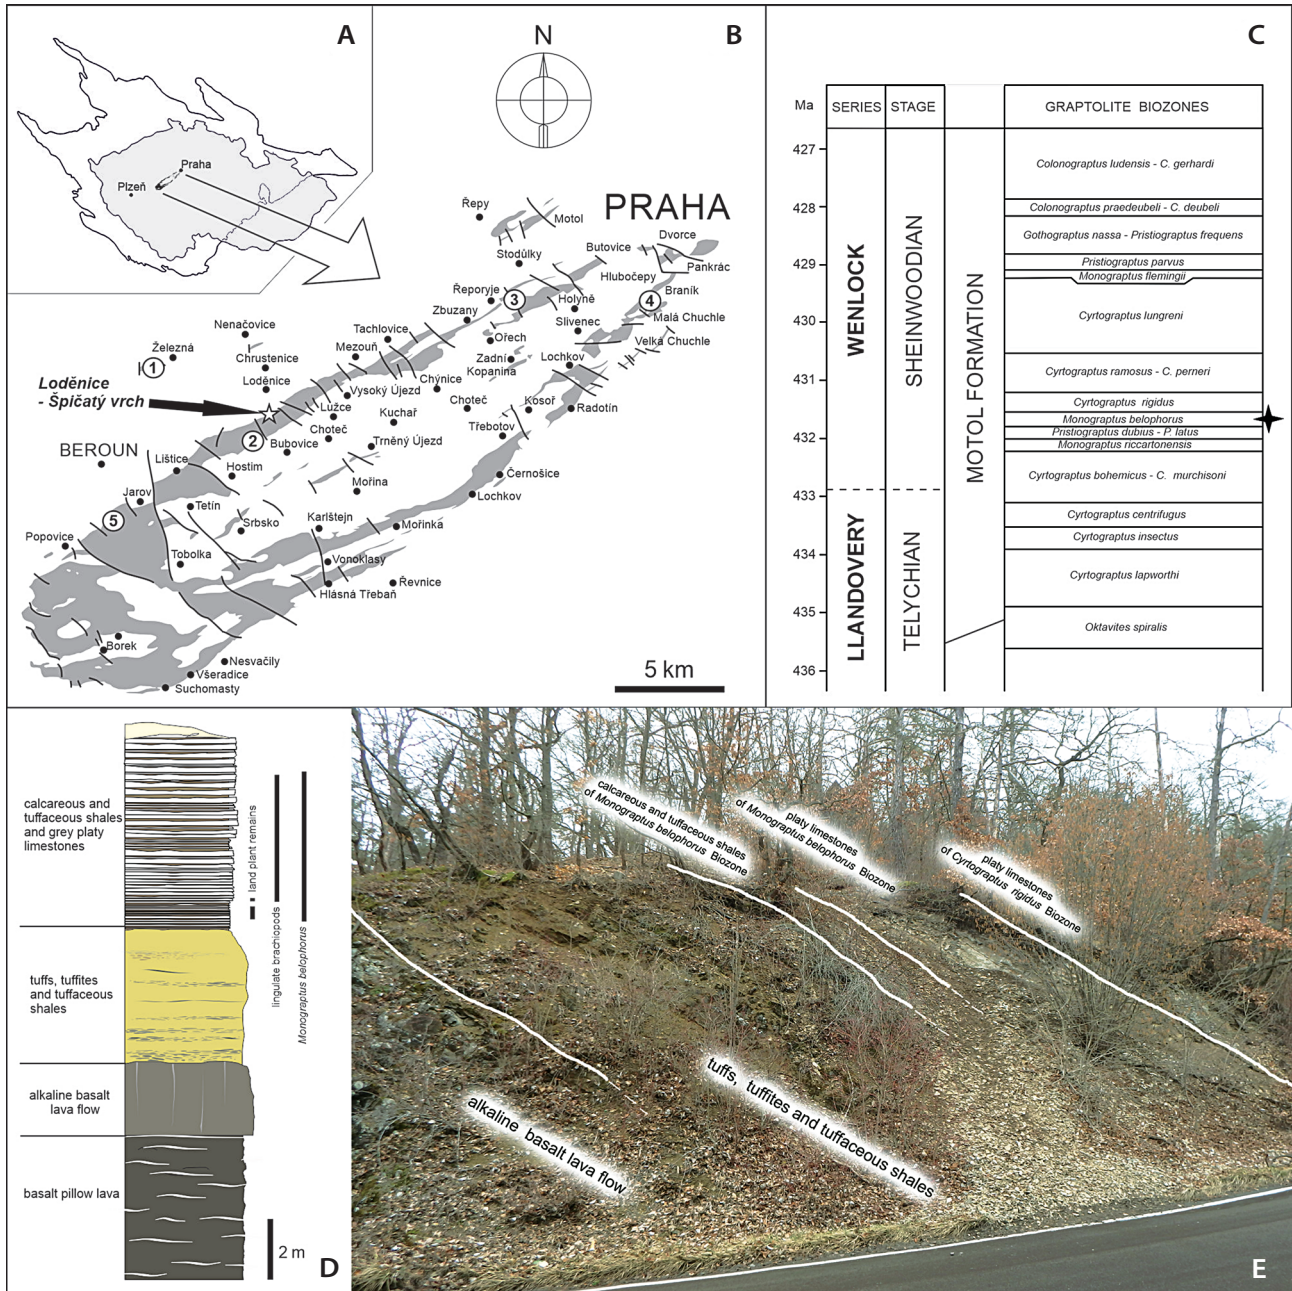 A
Praha
Plzeň
B
N
PRAHA
Řepy
Motol
Stodůlky
Butovice
Dvorce
Hlubočepy
Pankrác
Řeporyje
3
Holyně
4
Braník
Zbuzany
Slivenec
Malá Chuchle
Velká Chuchle
Nenačovice
Tachlovice
Ořech
Železná
Mezouň
Zadní
Kopanina
Lochkov
1
Chrustenice
Loděnice
Vysoký Újezd
Chýnice
Loděnice
- Špičatý vrch
Lužce
Kuchař
Choteč
Kosoř
Radotín
2
Choteč
Bubovice
Trněný Újezd
Třebotov
BEROUN
Lištice
Hostim
Mořina
Černošice
Jarov
Tetín
Lochkov
5
Srbsko
Karlštejn
Mořinka
Popovice
Tobolka
Vonoklasy
Hlásná Třebaň
Řevnice
Borek
Nesvačily
Všeradice
Suchomasty
5 km
C
Ma
SERIES
STAGE
GRAPTOLITE BIOZONES
427
428
429
430
431
432
433
434
435
436
WENLOCK
LLANDOVERY
SHEINWOODIAN
TELYCHIAN
MOTOL FORMATION
Colonograptus ludensis - C. gerhardi
Colonograptus praedeubeli - C. deubeli
Gothograptus nassa - Pristiograptus frequens
Pristiograptus parvus
Monograptus flemingii
Cyrtograptus lungreni
Cyrtograptus ramosus - C. perneri
Cyrtograptus rigidus
Monograptus belophorus
Pristiograptus dubius - P. latus
Monograptus riccartonensis
Cyrtograptus bohemicus - C. murchisoni
Cyrtograptus centrifugus
Cyrtograptus insectus
Cyrtograptus lapworthi
Oktavites spiralis
calcareous and
tuffaceous shales
and grey platy
limestones
tuffs, tuffites
and tuffaceous
shales
alkaline basalt
lava flow
basalt pillow lava
land plant remains
lingulate brachiopods
Monograptus belophorus
2 m
D
calcareous and tuffaceous shales
of Monograptus belophorus Biozone
platy limestones
of Monograptus belophorus Biozone
platy limestones
of Cyrtograptus rigidus Biozone
tuffs, tuffites and tuffaceous shales
alkaline basalt lava flow
E